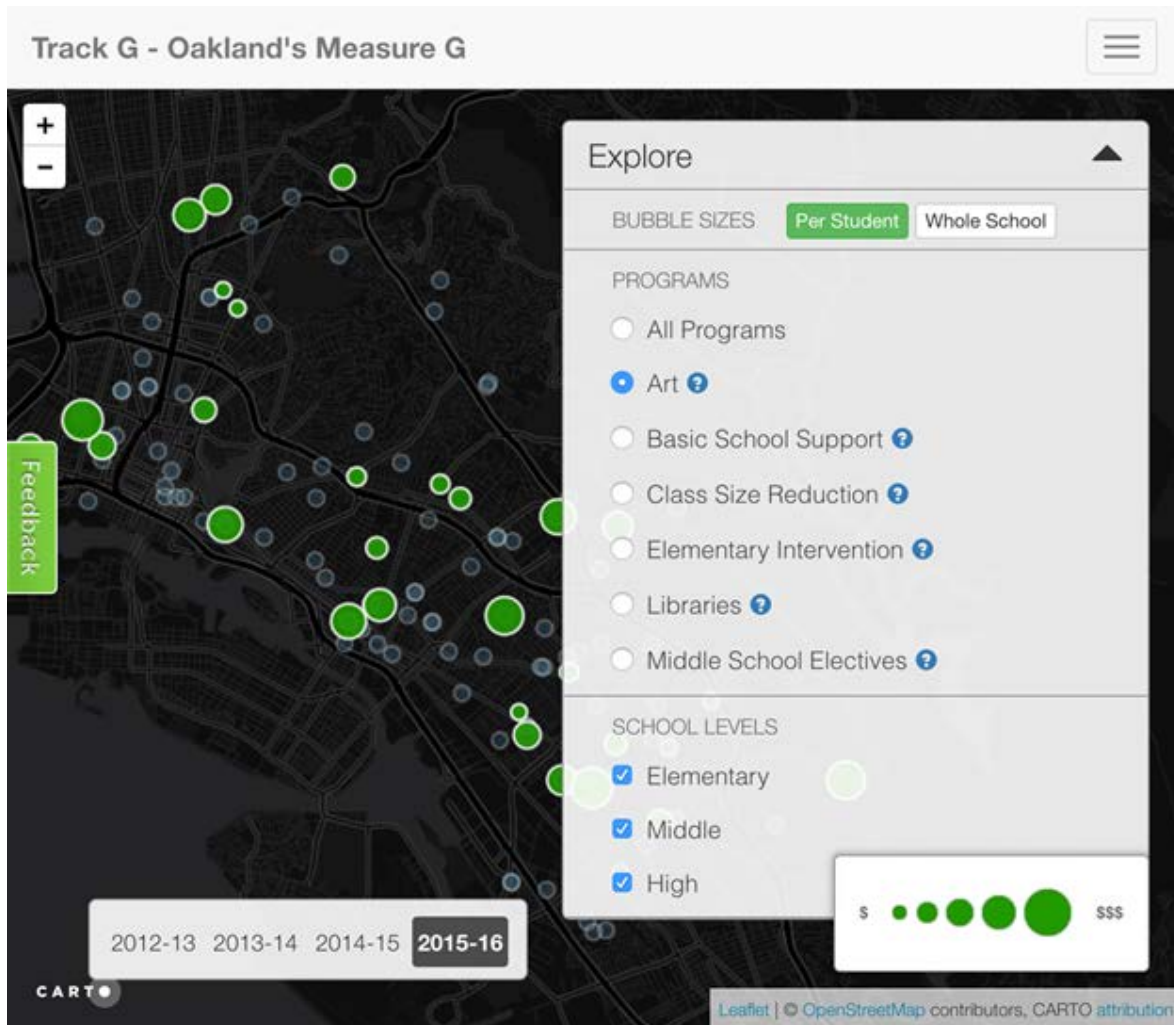 Track G - Oakland's Measure G
+
−
Explore
BUBBLE SIZES Per Student Whole School
PROGRAMS
All Programs
Art ?
Basic School Support ?
Class Size Reduction ?
Elementary Intervention ?
Libraries ?
Middle School Electives ?
SCHOOL LEVELS
Elementary
Middle
High
Feedback
$ $$$
2012-13 2013-14 2014-15 2015-16
CARTO
Leaflet | © OpenStreetMap contributors, CARTO attribution